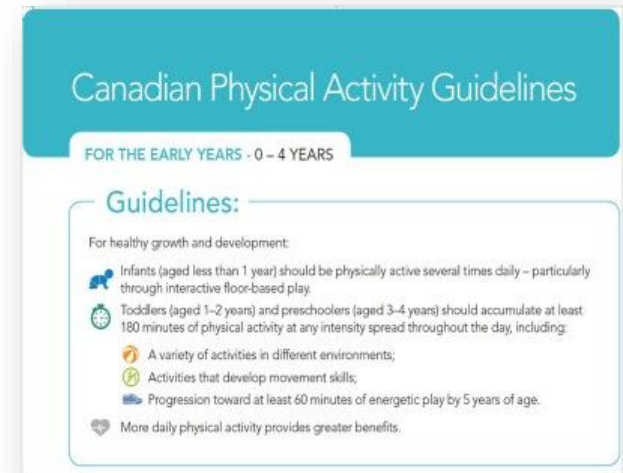 Canadian Physical Activity Guidelines
FOR THE EARLY YEARS - 0 – 4 YEARS
Guidelines:
For healthy growth and development:
Infants (aged less than 1 year) should be physically active several times daily – particularly
through interactive floor-based play.
Toddlers (aged 1–2 years) and preschoolers (aged 3–4 years) should accumulate at least
180 minutes of physical activity at any intensity spread throughout the day, including:
A variety of activities in different environments;
Activities that develop movement skills;
Progression toward at least 60 minutes of energetic play by 5 years of age.
More daily physical activity provides greater benefits.